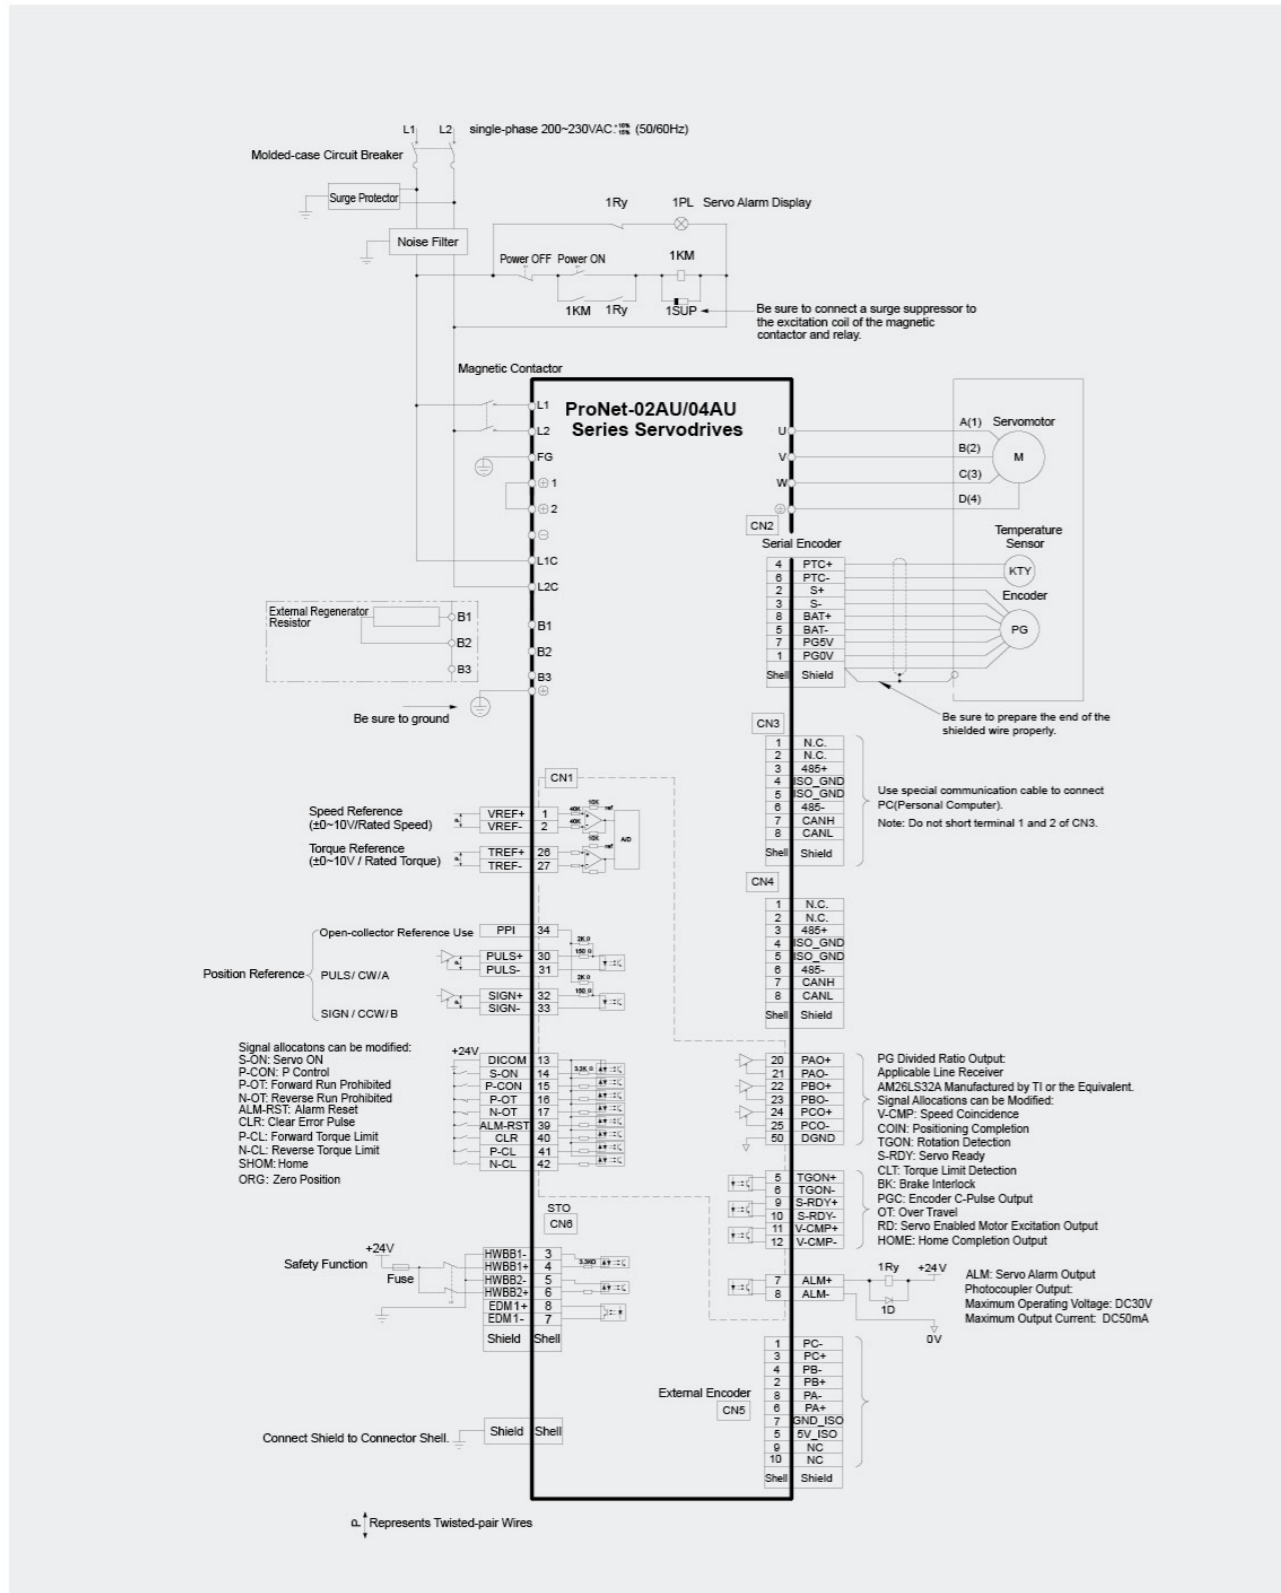 L1 L2 single-phase 200~230VAC +10% 15% (50/60Hz)
Molded-case Circuit Breaker
Surge Protector
Noise Filter
1Ry 1PL Servo Alarm Display
Power OFF Power ON 1KM
1KM 1Ry 1SUP
Be sure to connect a surge suppressor to
the excitation coil of the magnetic
contactor and relay.
Magnetic Contactor
ProNet-02AU/04AU
Series Servodrives
L1
L2
FG
1
2
L1C
L2C
B1
B2
B3
External Regenerator
Resistor
B1
B2
B3
Be sure to ground
U
V
W
A(1) Servomotor
B(2)
M
C(3)
D(4)
CN2
Serial Encoder
Temperature
Sensor
KTY
Encoder
PG
4 PTC+
6 PTC-
2 S+
3 S-
8 BAT+
5 BAT-
7 PG5V
1 PG0V
Shell Shield
Be sure to prepare the end of the
shielded wire properly.
CN3
1 N.C.
2 N.C.
3 485+
4 ISO_GND
5 ISO_GND
6 485-
7 CANH
8 CANL
Shell Shield
Use special communication cable to connect
PC(Personal Computer).
Note: Do not short terminal 1 and 2 of CN3.
CN4
1 N.C.
2 N.C.
3 485+
4 ISO_GND
5 ISO_GND
6 485-
7 CANH
8 CANL
Shell Shield
CN1
Speed Reference
(±0~10V/Rated Speed)
P
VREF+ 1
VREF- 2
40K
40K
10K
ref
Torque Reference
(±0~10V / Rated Torque)
P
TREF+ 26
TREF- 27
10K
ref
A/D
Open-collector Reference Use
PPI 34
Position Reference
PULS/ CW/A
P
PULS+ 30
PULS- 31
2K Ω
150 Ω
SIGN / CCW/ B
P
SIGN+ 32
SIGN- 33
2K Ω
150 Ω
Signal allocatons can be modified:
S-ON: Servo ON
P-CON: P Control
P-OT: Forward Run Prohibited
N-OT: Reverse Run Prohibited
ALM-RST: Alarm Reset
CLR: Clear Error Pulse
P-CL: Forward Torque Limit
N-CL: Reverse Torque Limit
SHOM: Home
ORG: Zero Position
+24V
DICOM 13
S-ON 14
P-CON 15
P-OT 16
N-OT 17
ALM-RST 39
CLR 40
P-CL 41
N-CL 42
3.3K Ω
20 PAO+
21 PAO-
22 PBO+
23 PBO-
24 PCO+
25 PCO-
50 DGND
5 TGON+
6 TGON-
9 S-RDY+
10 S-RDY-
11 V-CMP+
12 V-CMP-
PG Divided Ratio Output:
Applicable Line Receiver
AM26LS32A Manufactured by TI or the Equivalent.
Signal Allocations can be Modified:
V-CMP: Speed Coincidence
COIN: Positioning Completion
TGON: Rotation Detection
S-RDY: Servo Ready
CLT: Torque Limit Detection
BK: Brake Interlock
PGC: Encoder C-Pulse Output
OT: Over Travel
RD: Servo Enabled Motor Excitation Output
HOME: Home Completion Output
STO
CN6
Safety Function
+24V
Fuse
HWBB1- 3
HWBB1+ 4
HWBB2- 5
HWBB2+ 6
EDM1+ 8
EDM1- 7
Shield Shell
3.3KΩ
7 ALM+
8 ALM-
1Ry
+24V
1D
0V
ALM: Servo Alarm Output
Photocoupler Output:
Maximum Operating Voltage: DC30V
Maximum Output Current: DC50mA
External Encoder
CN5
1 PC-
3 PC+
4 PB-
2 PB+
8 PA-
6 PA+
7 GND_ISO
5 5V_ISO
9 NC
10 NC
Shell Shield
Connect Shield to Connector Shell.
Shield Shell
P Represents Twisted-pair Wires